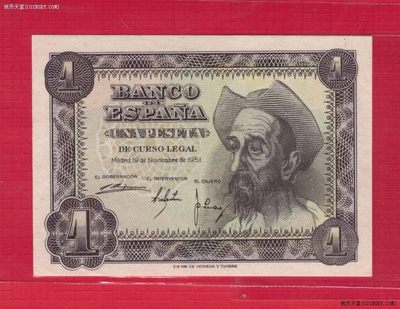 钱币天堂(COINSKY.COM)
1
1
BANCO
DE
ESPAÑA
UNA PESETA
DE CURSO LEGAL
Madrid 19 de Noviembre de 1951
EL GOBERNADOR
EL INTERVENTOR
EL CAJERO
1
1
钱币天堂(COINSKY.COM)